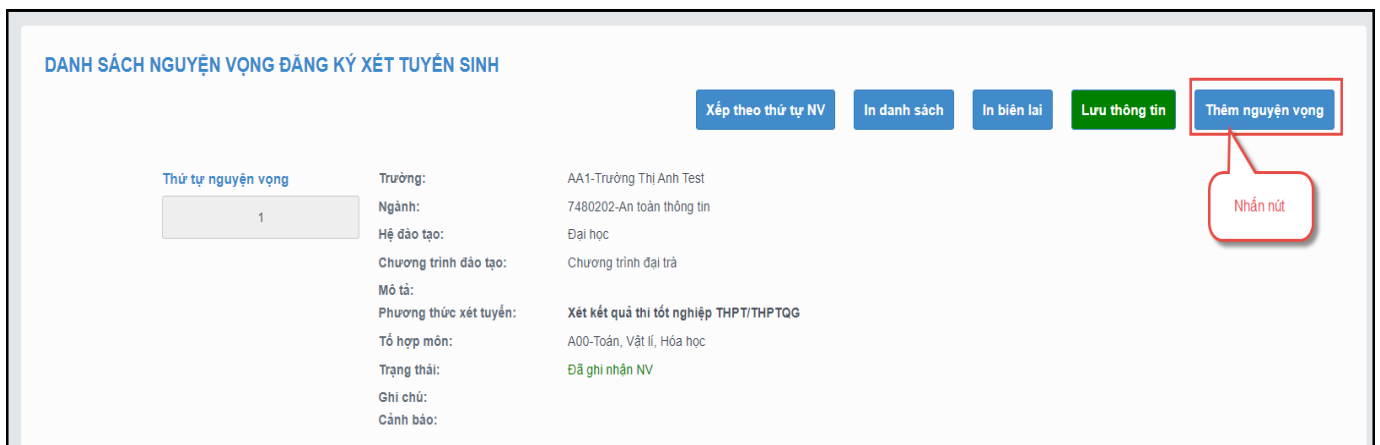 DANH SÁCH NGUYỆN VỌNG ĐĂNG KÝ XÉT TUYỂN SINH
Xếp theo thứ tự NV In danh sách In biên lai Lưu thông tin Thêm nguyện vọng
Nhấn nút
Thứ tự nguyện vọng
1
Trường: AA1-Trường Thị Anh Test
Ngành: 7480202-An toàn thông tin
Hệ đào tạo: Đại học
Chương trình đào tạo: Chương trình đại trà
Mô tả:
Phương thức xét tuyển: Xét kết quả thi tốt nghiệp THPT/THPTQG
Tổ hợp môn: A00-Toán, Vật lí, Hóa học
Trạng thái: Đã ghi nhận NV
Ghi chú:
Cảnh báo: